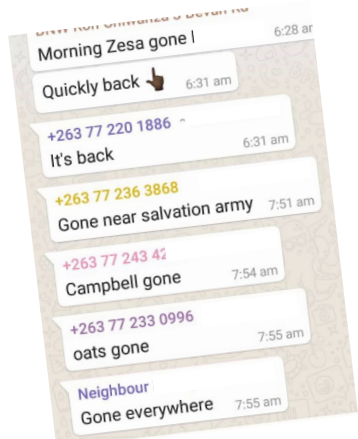 Morning Zesa gone
6:28 ar
Quickly back 👆🏿
6:31 am
+263 77 220 1886
It's back
6:31 am
+263 77 236 3868
Gone near salvation army
7:51 am
+263 77 243 42
Campbell gone
7:54 am
+263 77 233 0996
oats gone
7:55 am
Neighbour
Gone everywhere
7:55 am